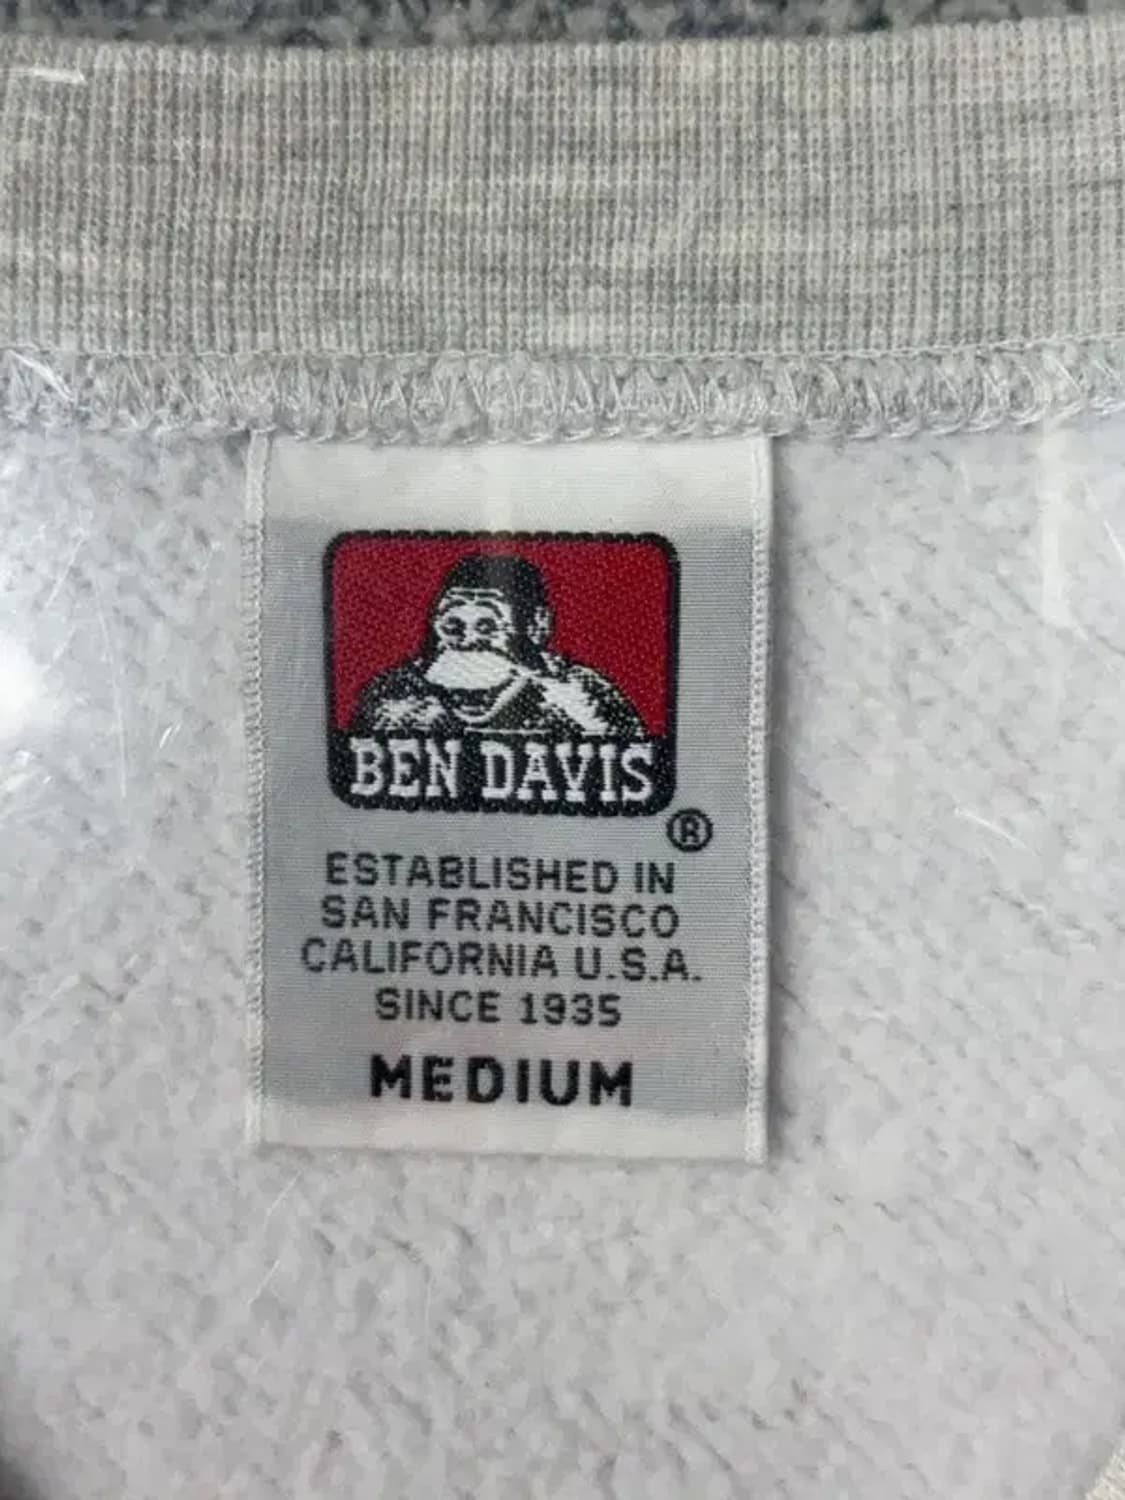 BEN DAVIS
®
ESTABLISHED IN
SAN FRANCISCO
CALIFORNIA U.S.A.
SINCE 1935
MEDIUM